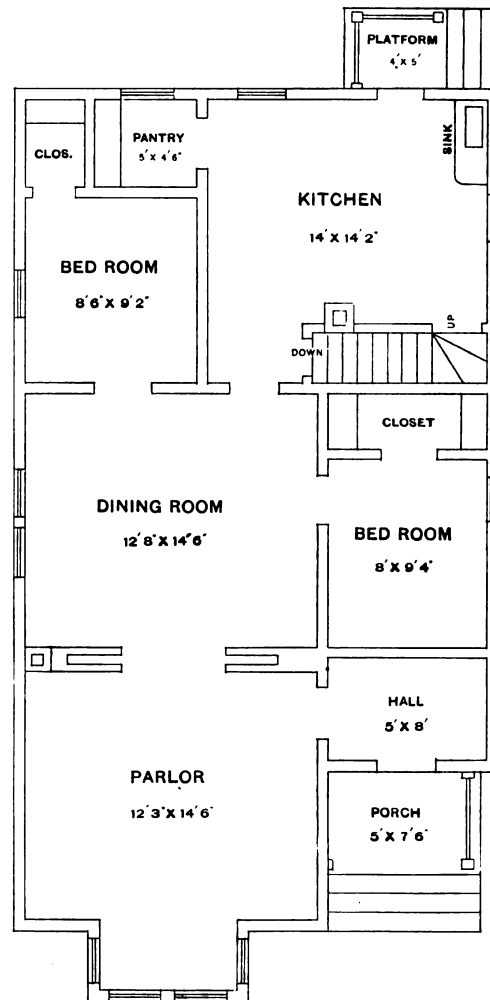 PLATFORM
4' X 5'
PANTRY
5' X 4'6"
CLOS.
SINK
KITCHEN
14' X 14'2"
BED ROOM
8'6" X 9'2"
UP
DOWN
CLOSET
DINING ROOM
12'8" X 14'6"
BED ROOM
8' X 9'4"
HALL
5' X 8'
PARLOR
12'3" X 14'6"
PORCH
5' X 7'6"